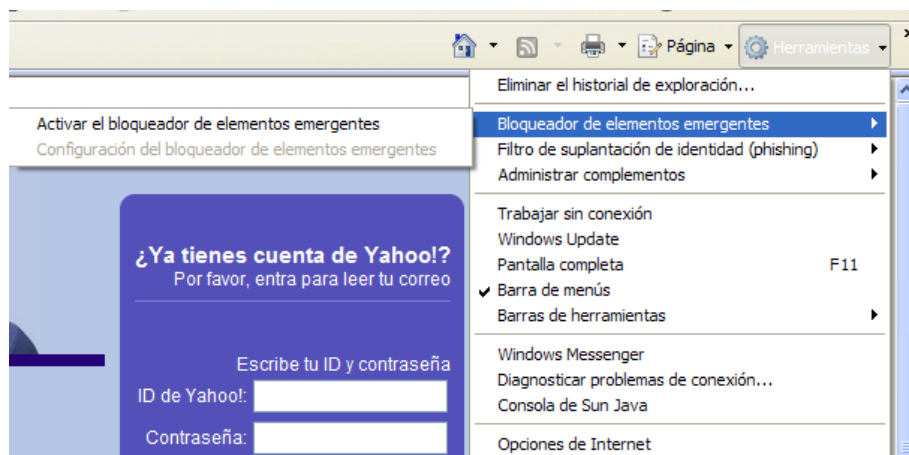 Página
Herramientas
Eliminar el historial de exploración...
Bloqueador de elementos emergentes
Activar el bloqueador de elementos emergentes
Configuración del bloqueador de elementos emergentes
Filtro de suplantación de identidad (phishing)
Administrar complementos
Trabajar sin conexión
Windows Update
Pantalla completa F11
Barra de menús
Barras de herramientas
Windows Messenger
Diagnosticar problemas de conexión...
Consola de Sun Java
Opciones de Internet
¿Ya tienes cuenta de Yahoo!?
Por favor, entra para leer tu correo
Escribe tu ID y contraseña
ID de Yahoo!:
Contraseña: